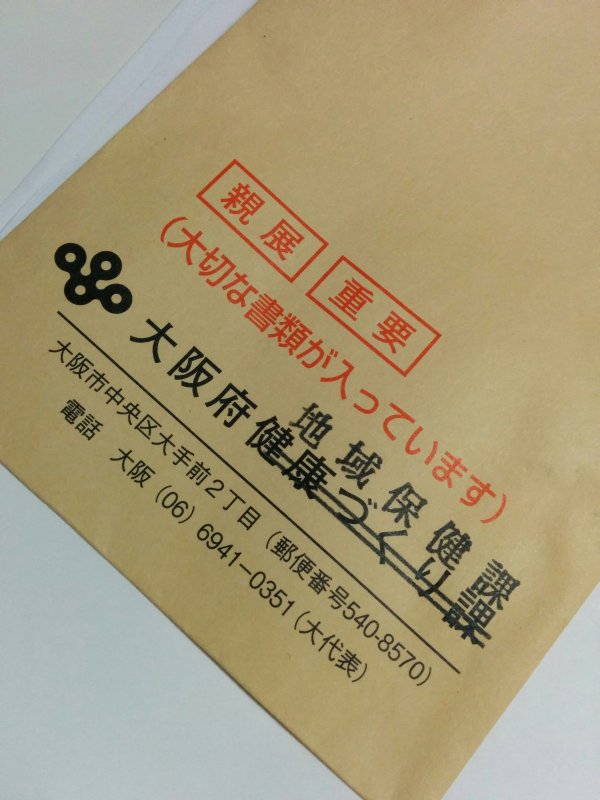 親展 重要
(大切な書類が入っています)
地域保健課
大阪府健康づくり課
大阪市中央区大手前2丁目(郵便番号540-8570)
電話 大阪(06)6941-0351(大代表)